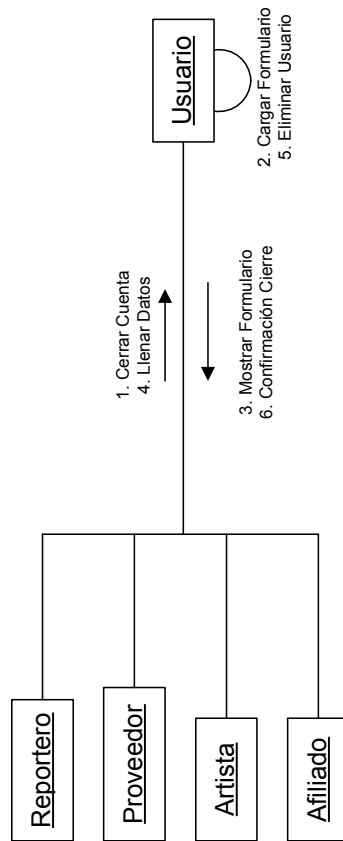 Reportero
Proveedor
Artista
Afiliado
1. Cerrar Cuenta
4. Llenar Datos
3. Mostrar Formulario
6. Confirmación Cierre
Usuario
2. Cargar Formulario
5. Eliminar Usuario